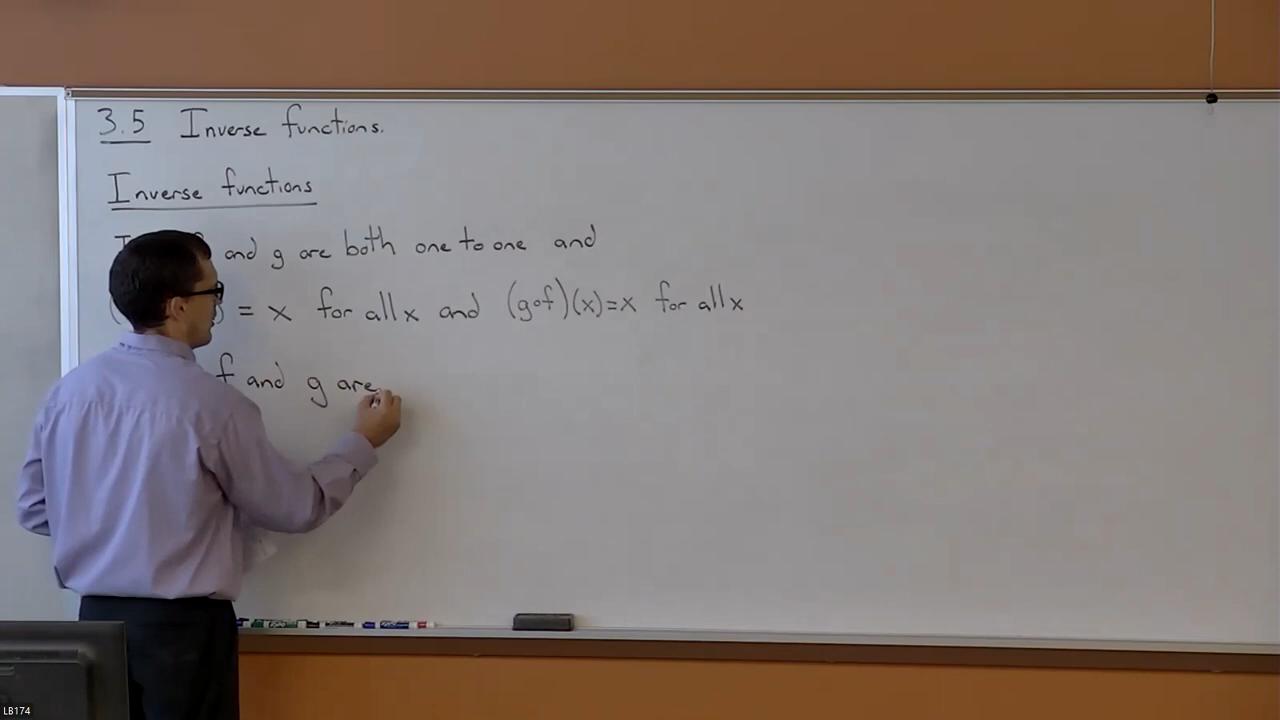 3.5 Inverse functions.
Inverse functions
and g are both one to one and
= x for all x and (g∘f)(x)=x for all x
f and g are
LB174